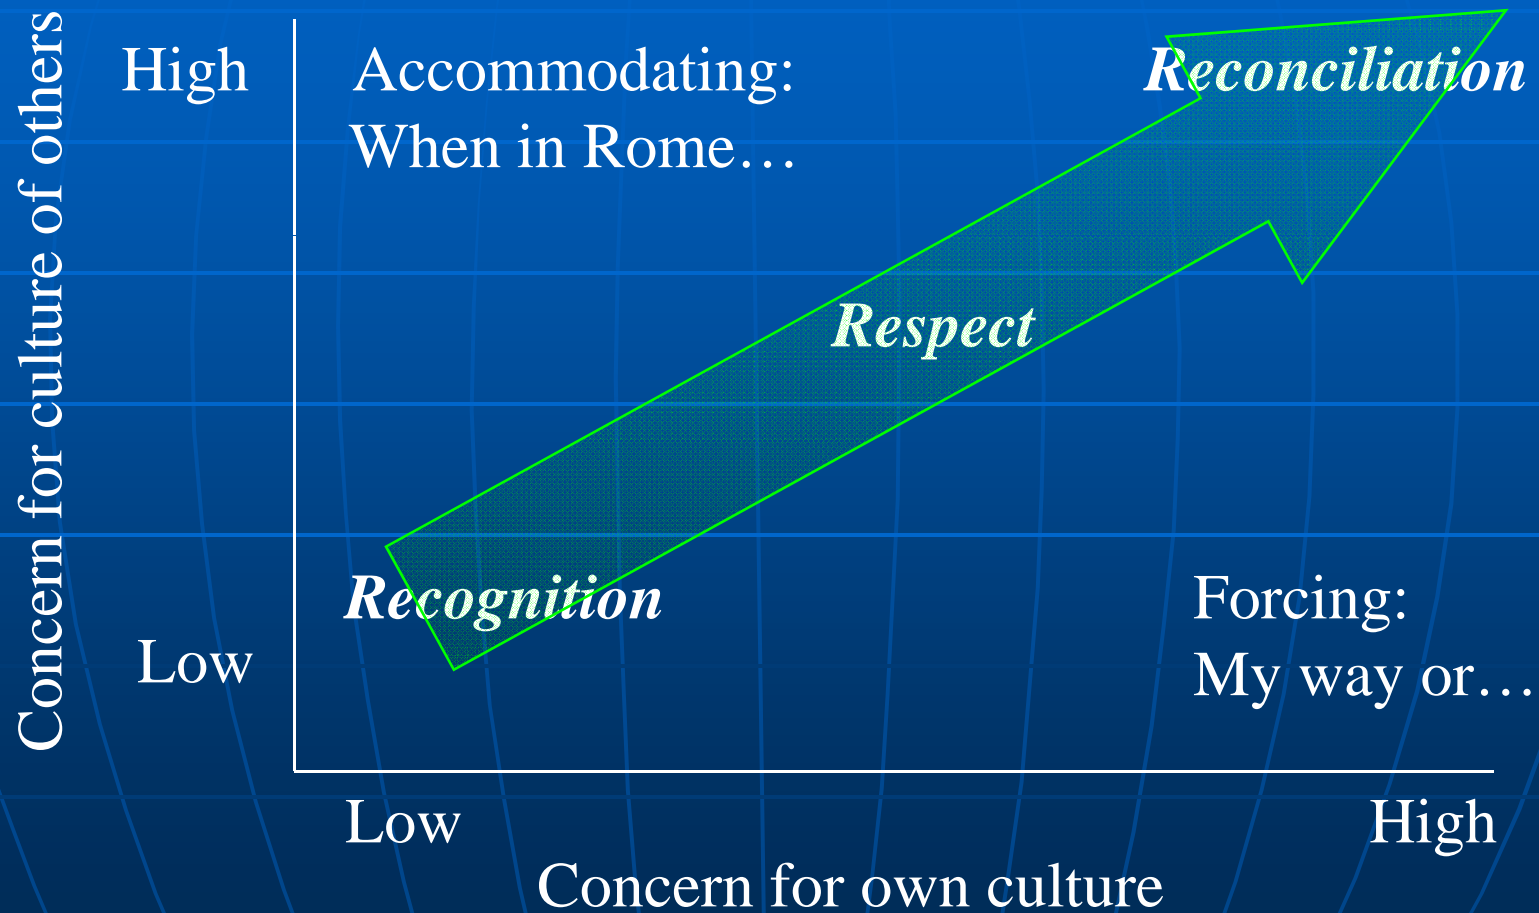 Concern for culture of others
High
Accommodating:
When in Rome…
Reconciliation
Respect
Recognition
Low
Forcing:
My way or…
Low
High
Concern for own culture